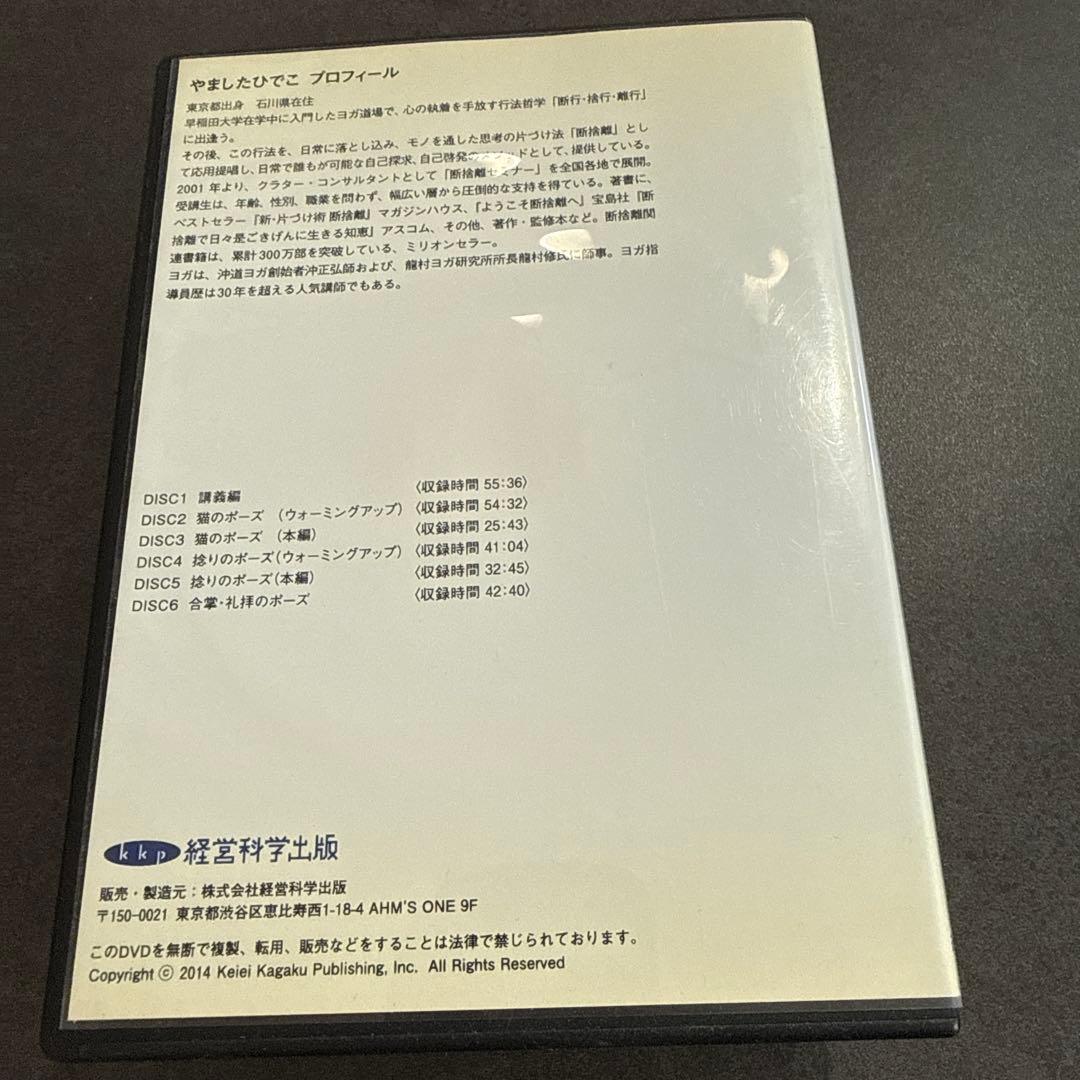 やましたひでこ プロフィール
東京都出身 石川県在住
早稲田大学在学中に入門したヨガ道場で、心の執着を手放す行法哲学「断行・捨行・離行」
に出逢う。
その後、この行法を、日常に落とし込み、モノを通した思考の片づけ法「断捨離」とし
て応用提唱し、日常で誰もが可能な自己探求、自己啓発の ドとして、提供している。
2001年より、クラター・コンサルタントとして「断捨離セミナー」を全国各地で展開。
受講生は、年齢、性別、職業を問わず、幅広い層から圧倒的な支持を得ている。著書に、
ベストセラー『新・片づけ術 断捨離』マガジンハウス、『ようこそ断捨離へ』宝島社『断
捨離で日々是ごきげんに生きる知恵』アスコム、その他、著作・監修本など。断捨離関
連書籍は、累計300万部を突破している、ミリオンセラー。
ヨガは、沖道ヨガ創始者沖正弘師および、龍村ヨガ研究所所長龍村修氏に師事。ヨガ指
導員歴は30年を超える人気講師でもある。
DISC1 講義編 〈収録時間 55:36〉
DISC2 猫のポーズ (ウォーミングアップ) 〈収録時間 54:32〉
DISC3 猫のポーズ (本編) 〈収録時間 25:43〉
DISC4 捻りのポーズ(ウォーミングアップ) 〈収録時間 41:04〉
DISC5 捻りのポーズ(本編) 〈収録時間 32:45〉
DISC6 合掌・礼拝のポーズ 〈収録時間 42:40〉
kkp 経営科学出版
販売・製造元:株式会社経営科学出版
〒150-0021 東京都渋谷区恵比寿西1-18-4 AHM'S ONE 9F
このDVDを無断で複製、転用、販売などをすることは法律で禁じられております。
Copyright © 2014 Keiei Kagaku Publishing, Inc. All Rights Reserved